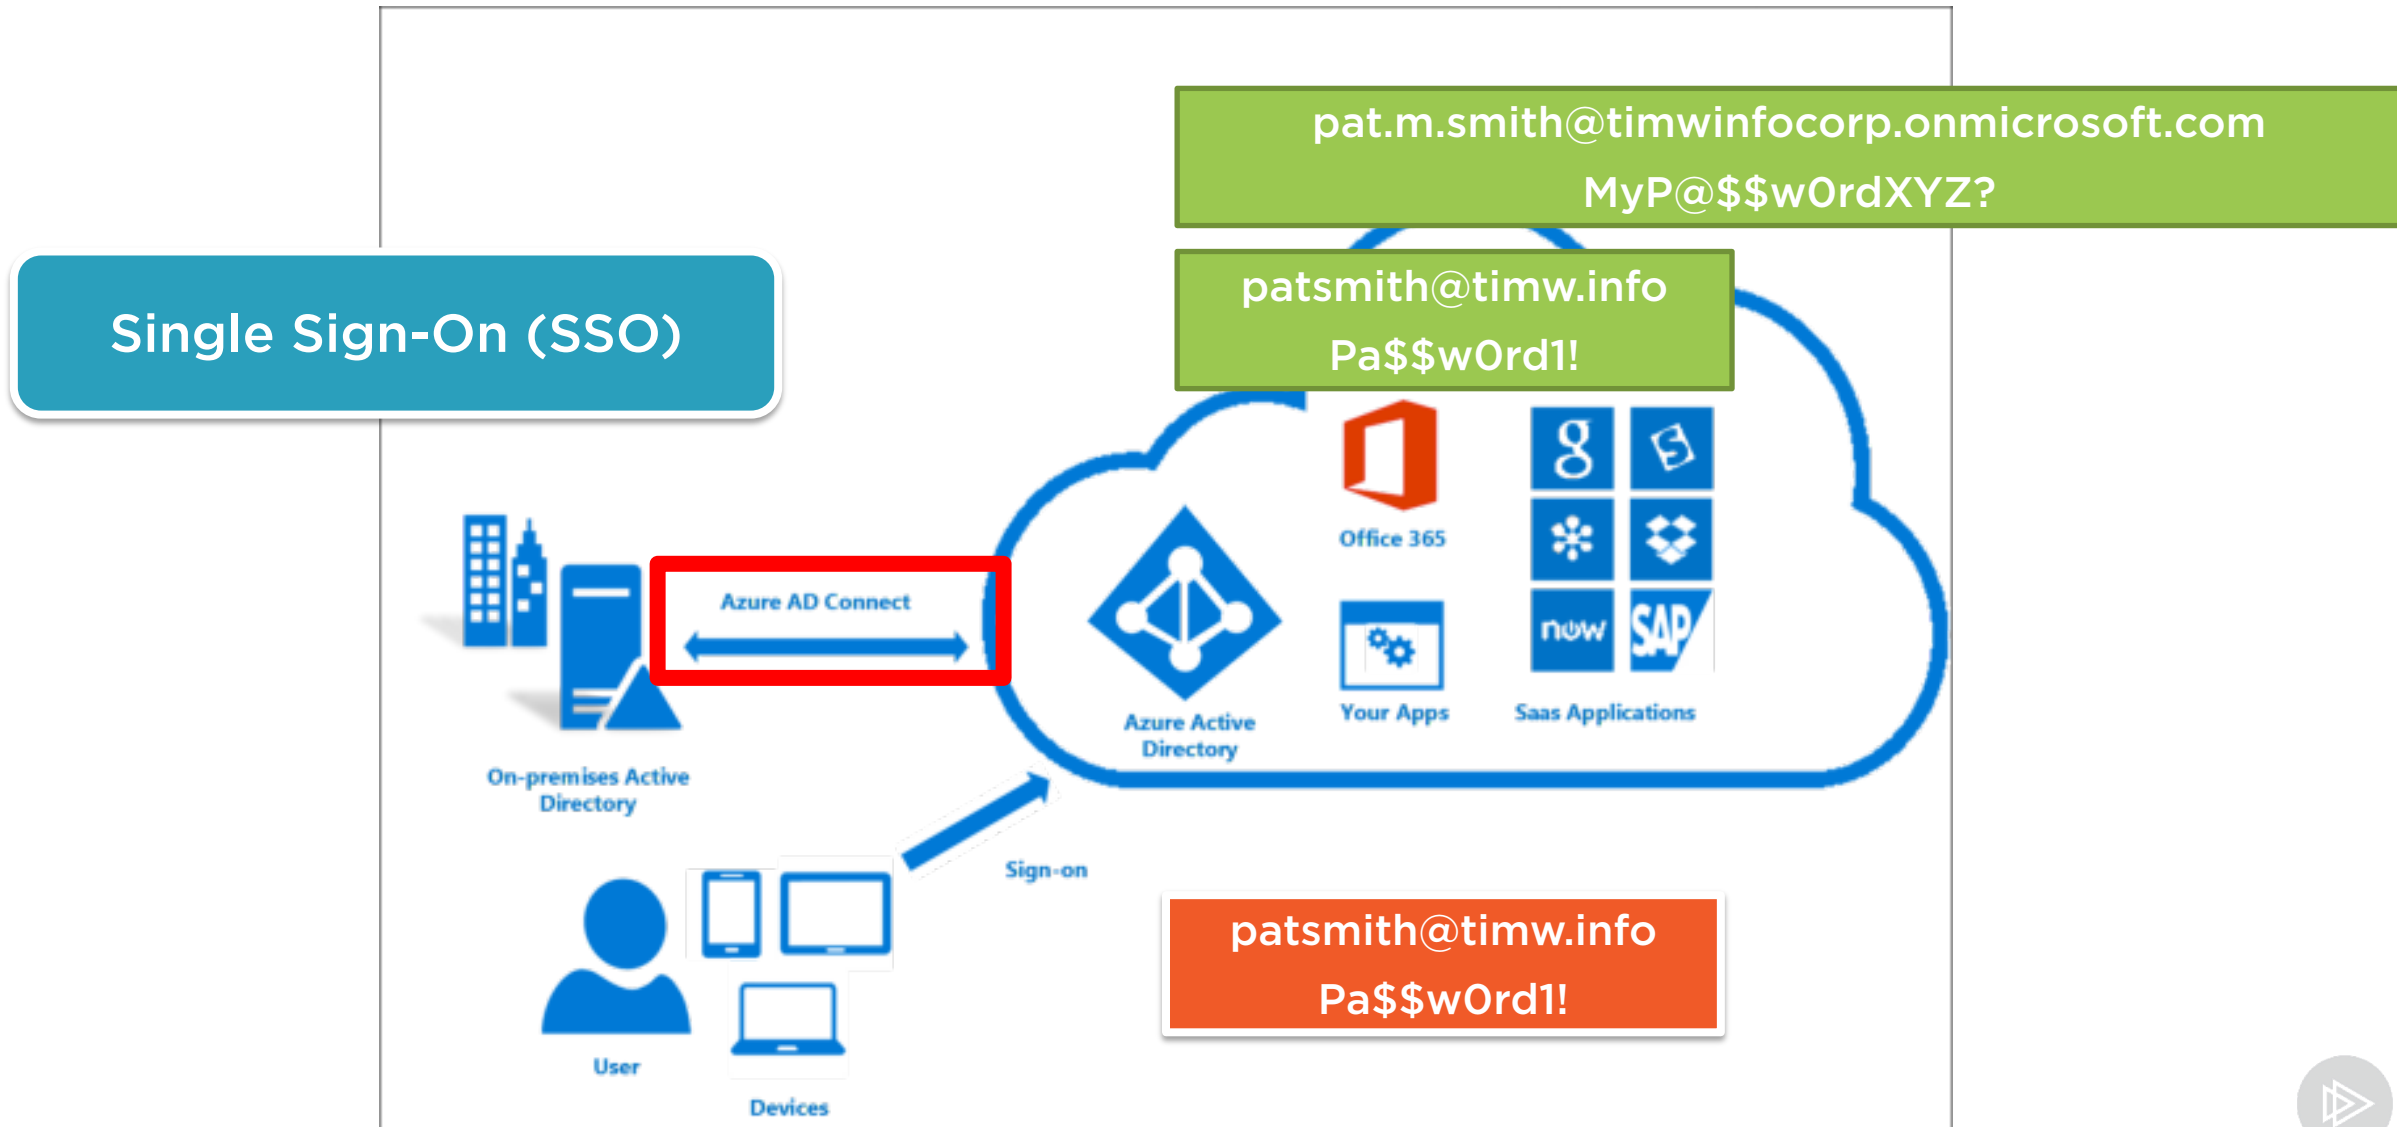 pat.m.smith@timwinfocorp.onmicrosoft.com
MyP@$$w0rdXYZ?
patsmith@timw.info
Pa$$w0rd1!
Single Sign-On (SSO)
g
Office 365
Azure AD Connect
now
SAP
Your Apps
Saas Applications
Azure Active
Directory
On-premises Active
Directory
Sign-on
patsmith@timw.info
Pa$$w0rd1!
User
Devices